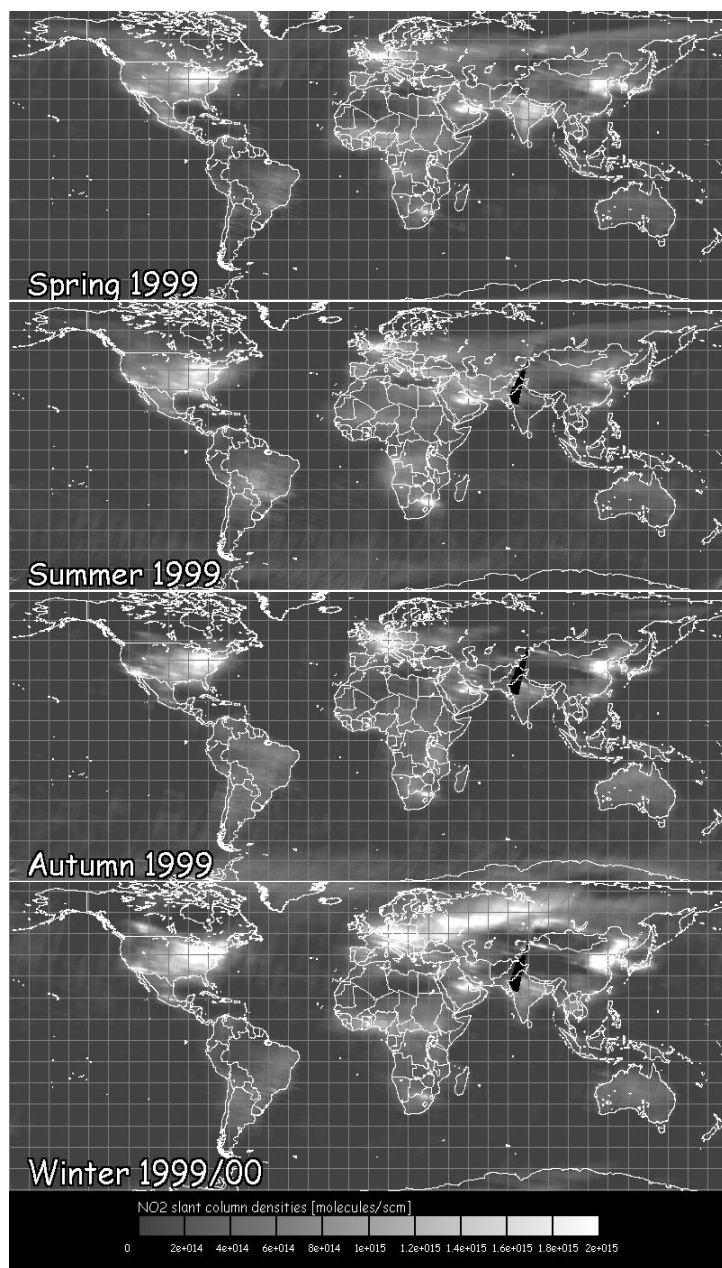 Spring 1999
Summer 1999
Autumn 1999
Winter 1999/00
NO2 slant column densities [molecules/scm]
0 2e+014 4e+014 6e+014 8e+014 1e+015 1.2e+015 1.4e+015 1.6e+015 1.8e+015 2e+015